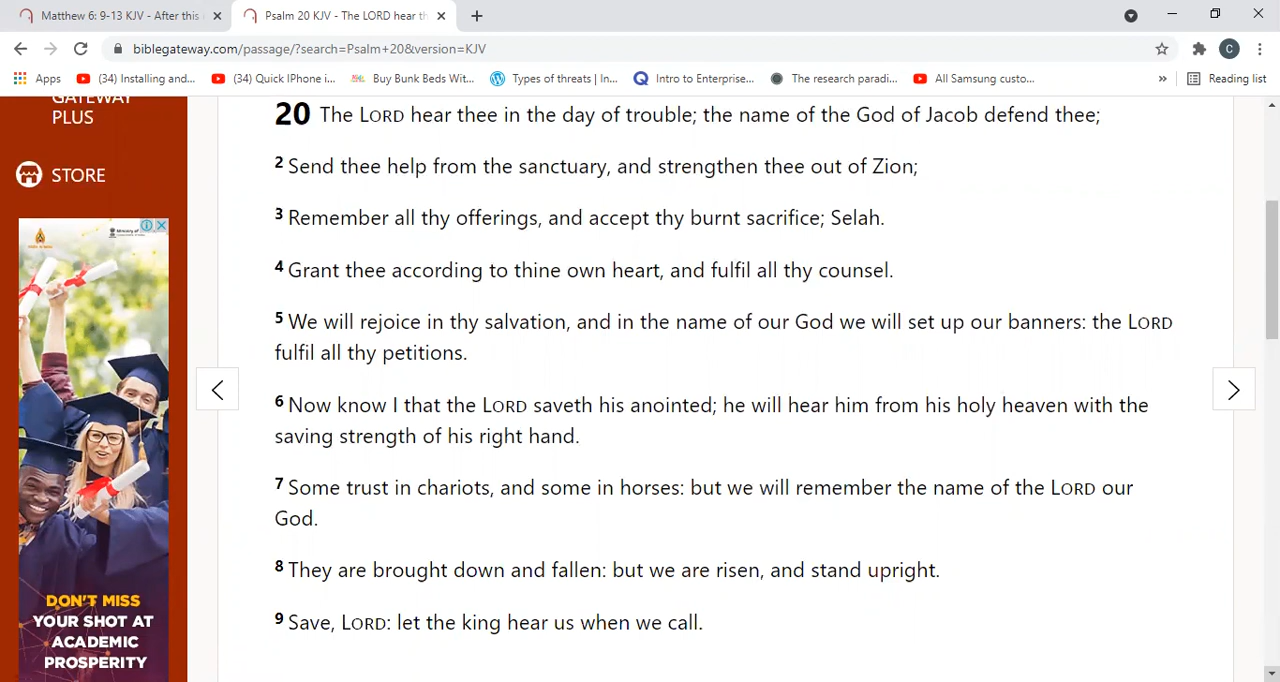 Matthew 6: 9-13 KJV - After this
Psalm 20 KJV - The LORD hear th
biblegateway.com/passage/?search=Psalm+20&version=KJV
C
Apps
(34) Installing and...
(34) Quick IPhone i...
Buy Bunk Beds Wit...
Types of threats | In...
Intro to Enterprise...
The research paradi...
All Samsung custo...
»
Reading list
GATEWAY
PLUS
STORE
20 The LORD hear thee in the day of trouble; the name of the God of Jacob defend thee;
2 Send thee help from the sanctuary, and strengthen thee out of Zion;
3 Remember all thy offerings, and accept thy burnt sacrifice; Selah.
4 Grant thee according to thine own heart, and fulfil all thy counsel.
5 We will rejoice in thy salvation, and in the name of our God we will set up our banners: the LORD
fulfil all thy petitions.
6 Now know I that the LORD saveth his anointed; he will hear him from his holy heaven with the
saving strength of his right hand.
7 Some trust in chariots, and some in horses: but we will remember the name of the LORD our
God.
8 They are brought down and fallen: but we are risen, and stand upright.
9 Save, LORD: let the king hear us when we call.
DON'T MISS
YOUR SHOT AT
ACADEMIC
PROSPERITY